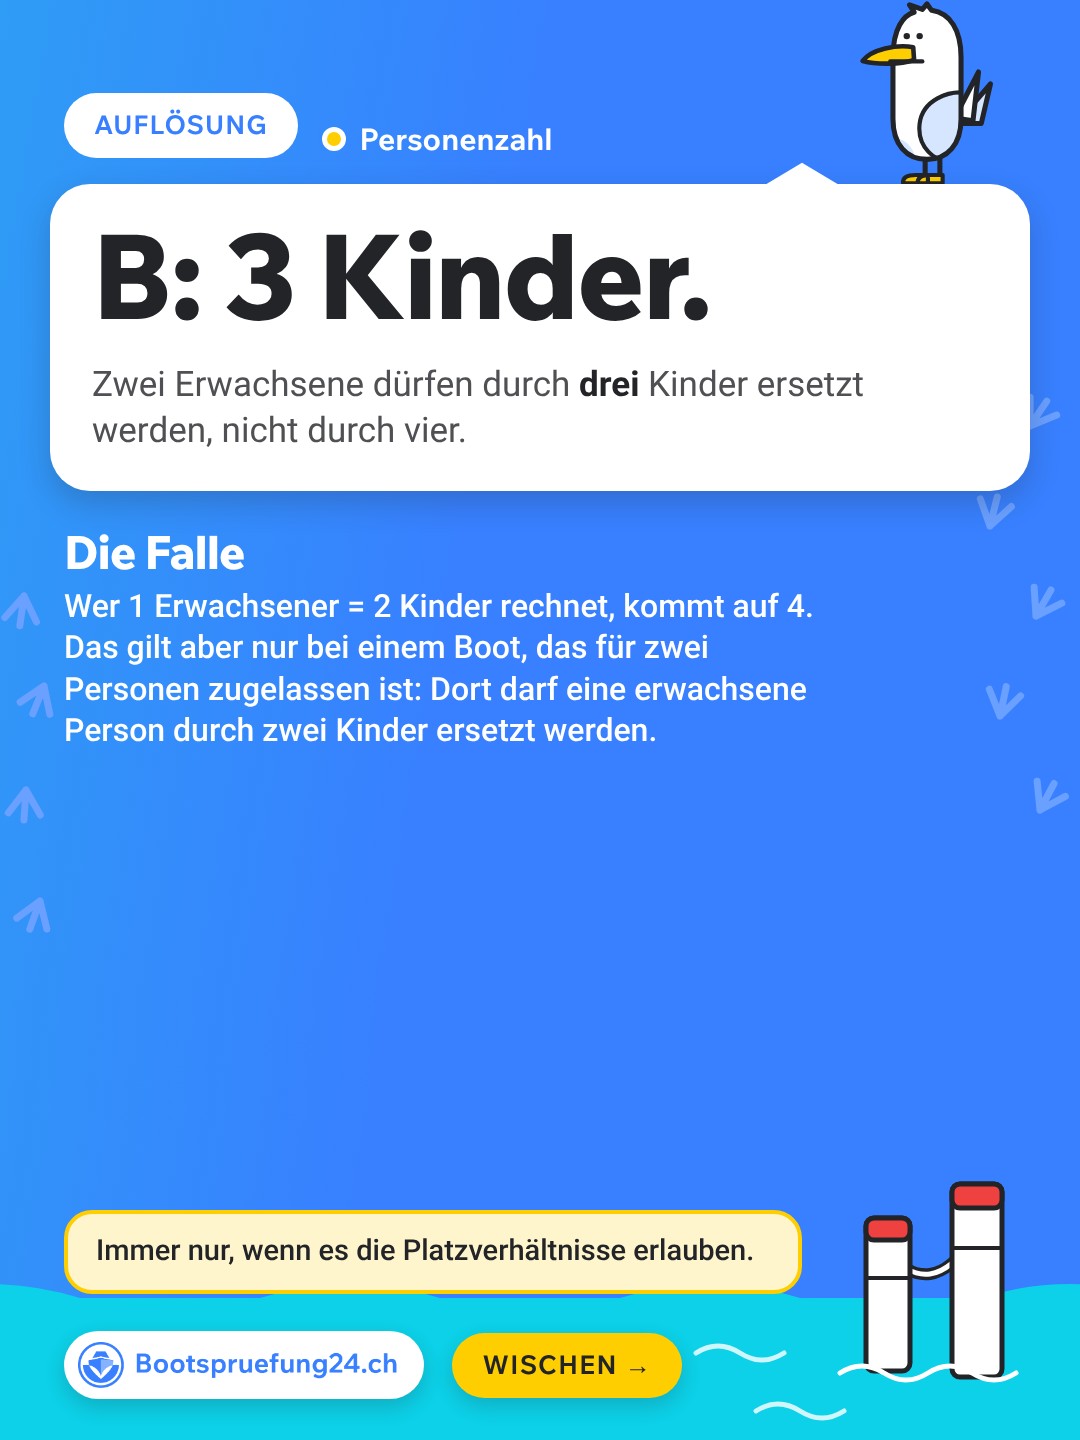 AUFLÖSUNG
Personenzahl
B: 3 Kinder.
Zwei Erwachsene dürfen durch drei Kinder ersetzt
werden, nicht durch vier.
Die Falle
Wer 1 Erwachsener = 2 Kinder rechnet, kommt auf 4.
Das gilt aber nur bei einem Boot, das für zwei
Personen zugelassen ist: Dort darf eine erwachsene
Person durch zwei Kinder ersetzt werden.
Immer nur, wenn es die Platzverhältnisse erlauben.
Bootspruefung24.ch
WISCHEN →